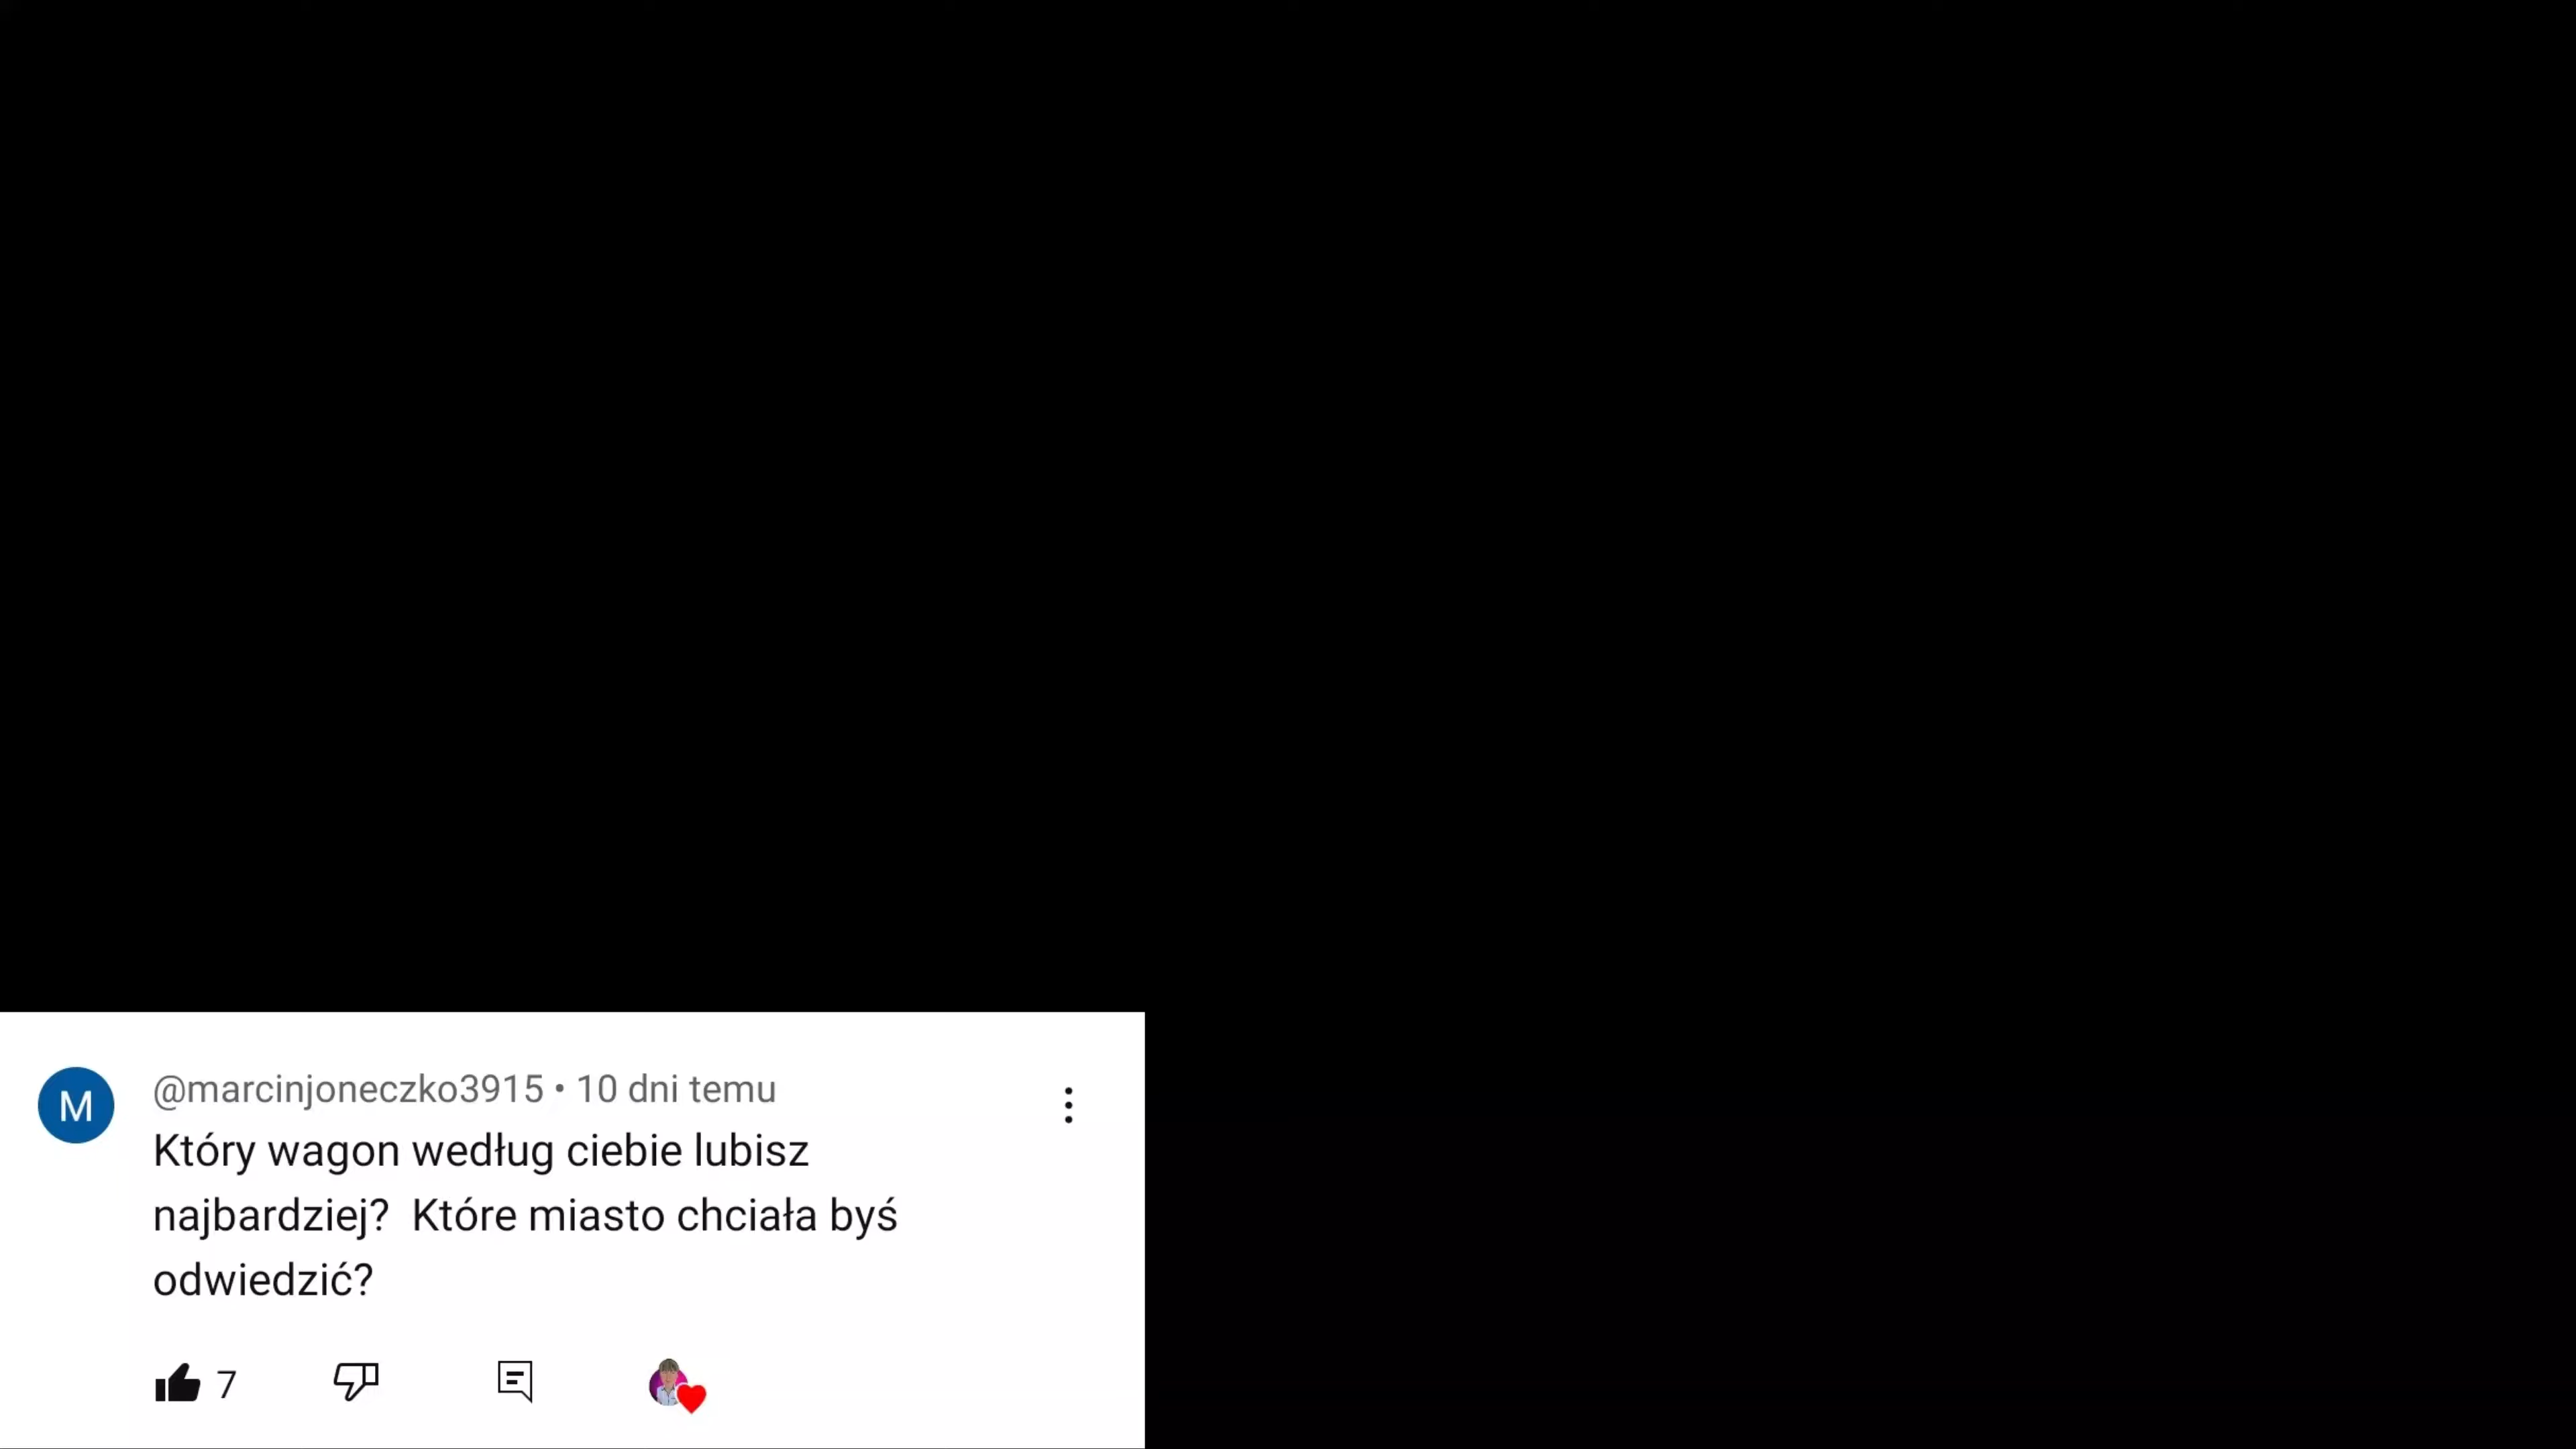 M
@marcinjoneczko3915 • 10 dni temu
Który wagon według ciebie lubisz
najbardziej?  Które miasto chciała byś
odwiedzić?
7